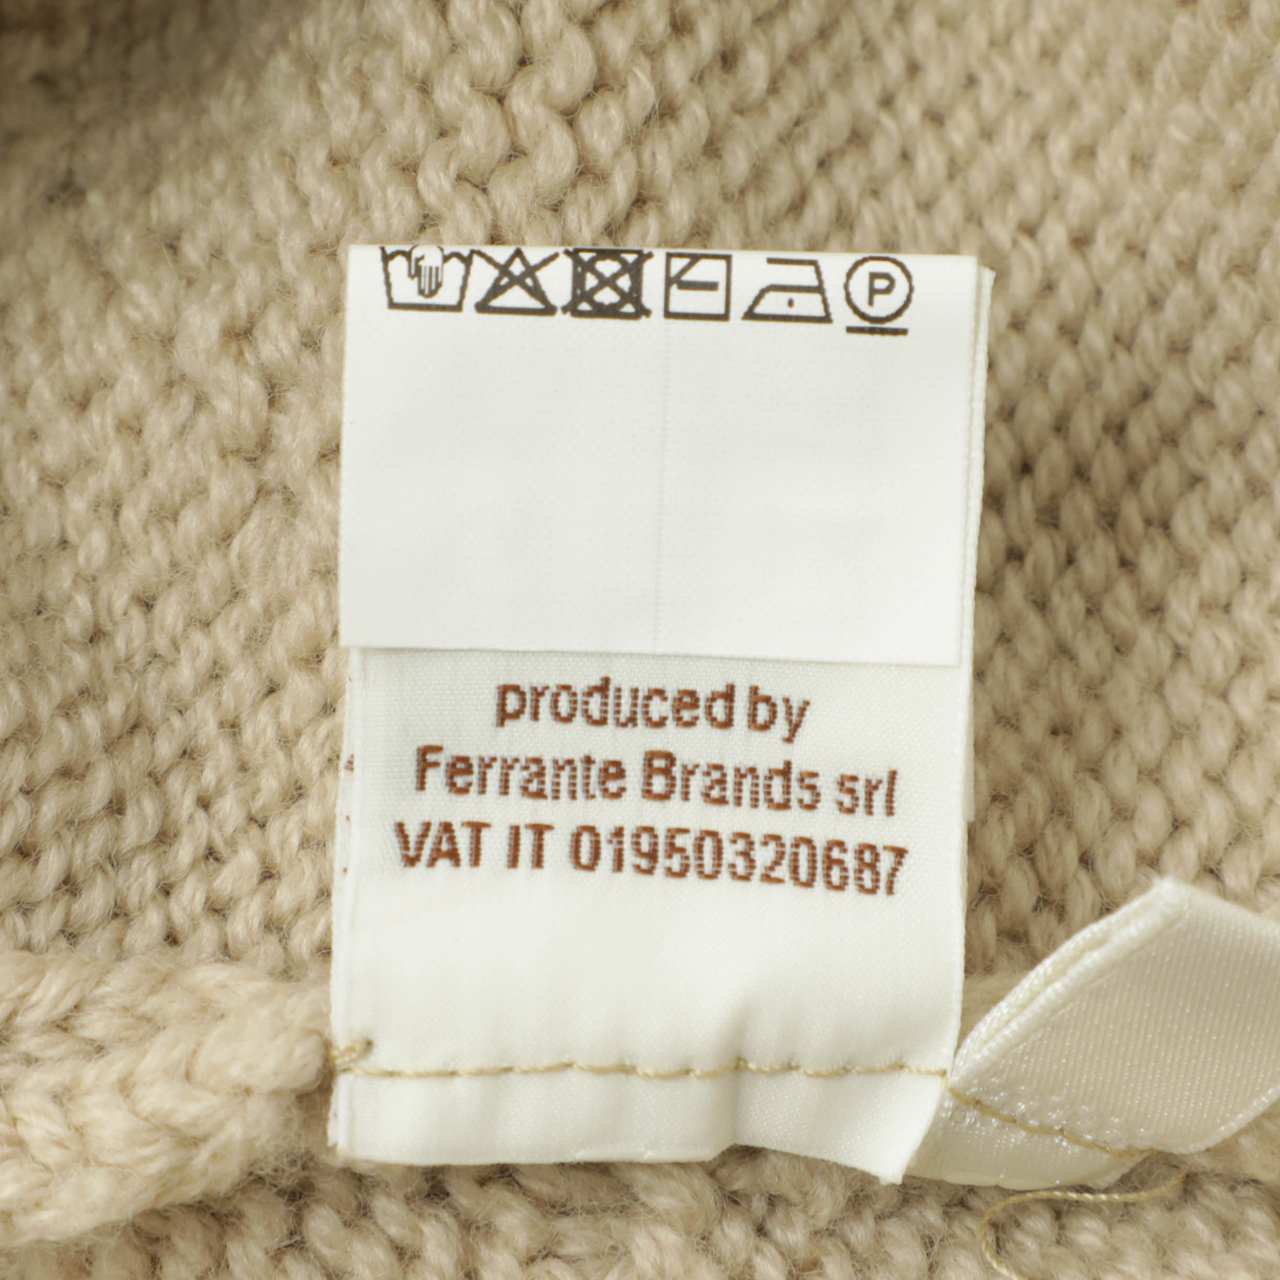 P
produced by
Ferrante Brands srl
VAT IT 01950320687